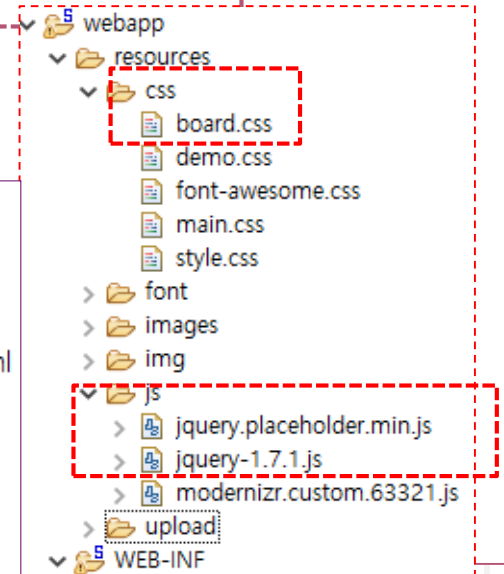 webapp
resources
css
board.css
demo.css
font-awesome.css
main.css
style.css
font
images
img
js
jquery.placeholder.min.js
jquery-1.7.1.js
modernizr.custom.63321.js
upload
WEB-INF